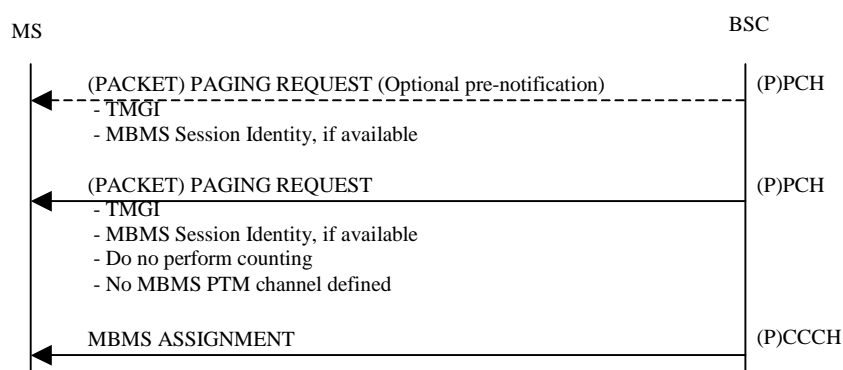 MS
BSC
(PACKET) PAGING REQUEST (Optional pre-notification)
(P)PCH
- TMGI
- MBMS Session Identity, if available
(PACKET) PAGING REQUEST
(P)PCH
- TMGI
- MBMS Session Identity, if available
- Do no perform counting
- No MBMS PTM channel defined
MBMS ASSIGNMENT
(P)CCCH